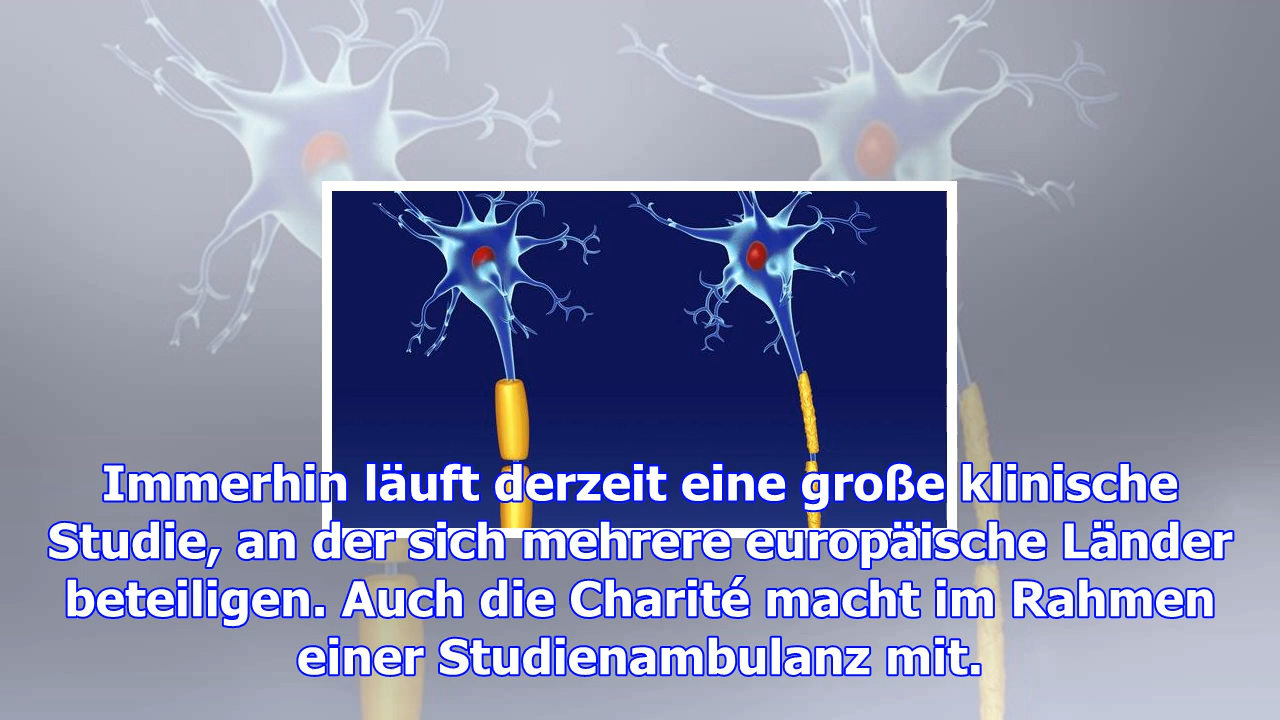 Immerhin läuft derzeit eine große klinische
Studie, an der sich mehrere europäische Länder
beteiligen. Auch die Charité macht im Rahmen
einer Studienambulanz mit.